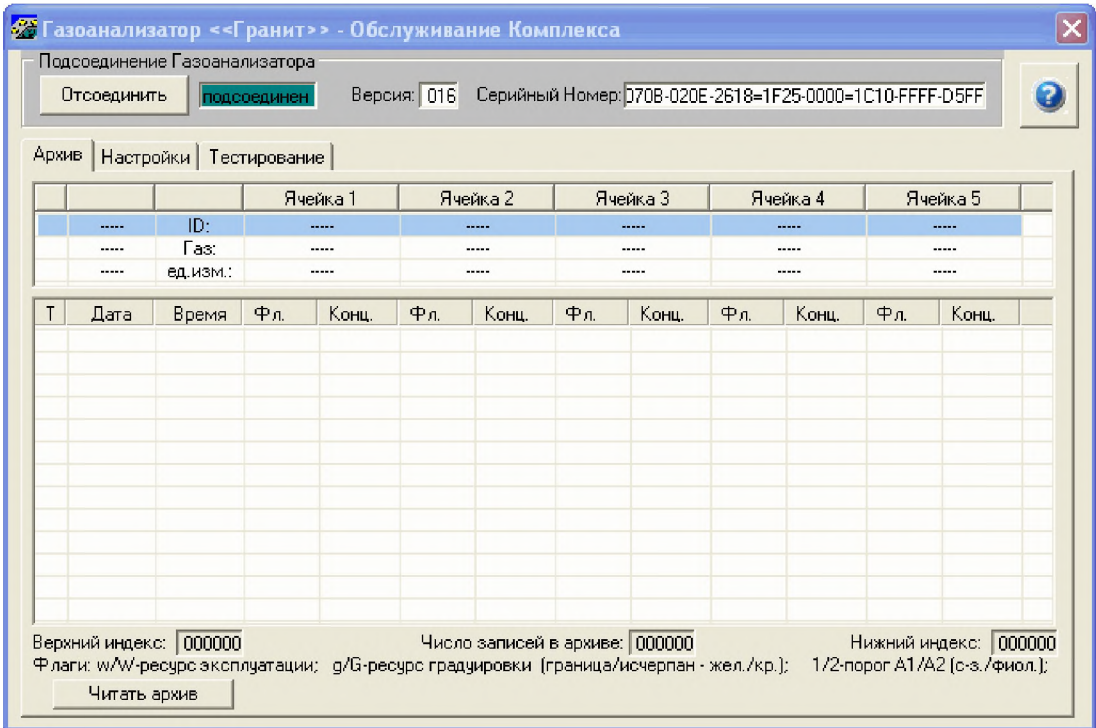 Газоанализатор <<Гранит>> - Обслуживание Комплекса
Подсоединение Газоанализатора
Отсоединить подсоединен Версия: 016 Серийный Номер: 070B-020E-2618=1F25-0000=1C10-FFFF-D5FF
Архив Настройки Тестирование
Ячейка 1 Ячейка 2 Ячейка 3 Ячейка 4 Ячейка 5
----- ID: ----- ----- ----- ----- -----
----- Газ: ----- ----- ----- ----- -----
----- ед.изм.: ----- ----- ----- ----- -----
Т Дата Время Фл. Конц. Фл. Конц. Фл. Конц. Фл. Конц. Фл. Конц.
Верхний индекс: 000000 Число записей в архиве: 000000 Нижний индекс: 000000
Флаги: w/W-ресурс эксплуатации; g/G-ресурс градуировки (граница/исчерпан - жел./кр.); 1/2-порог А1/А2 (с-з./фиол.);
Читать архив